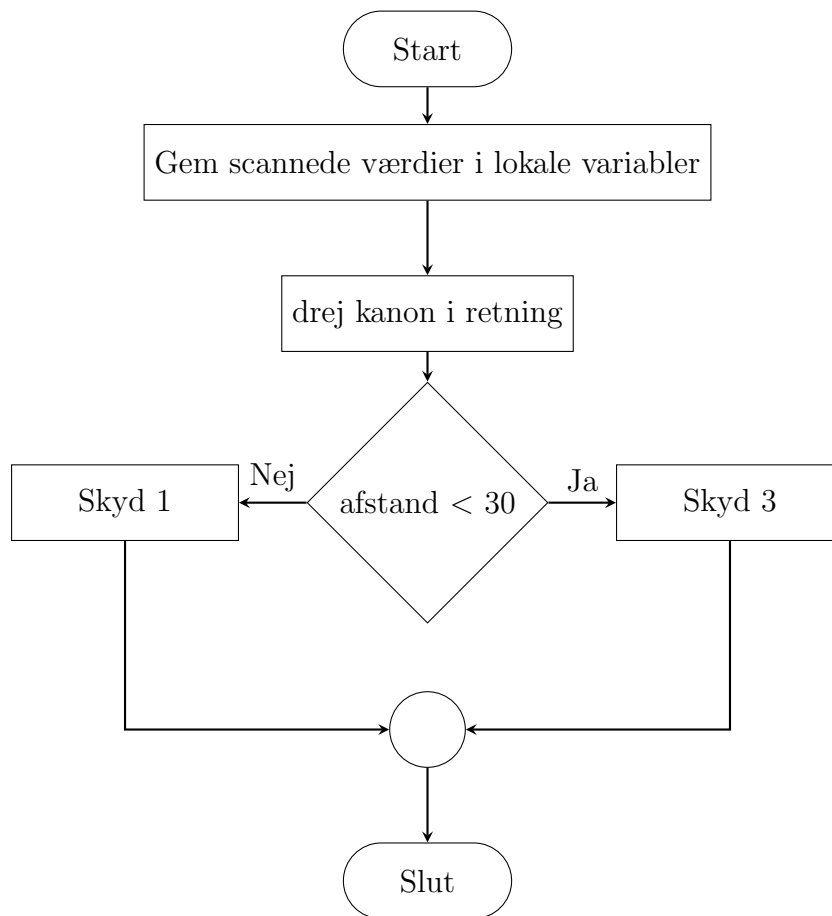 Start
Gem scannede værdier i lokale variabler
drej kanon i retning
Nej
Ja
Skyd 1
afstand < 30
Skyd 3
Slut